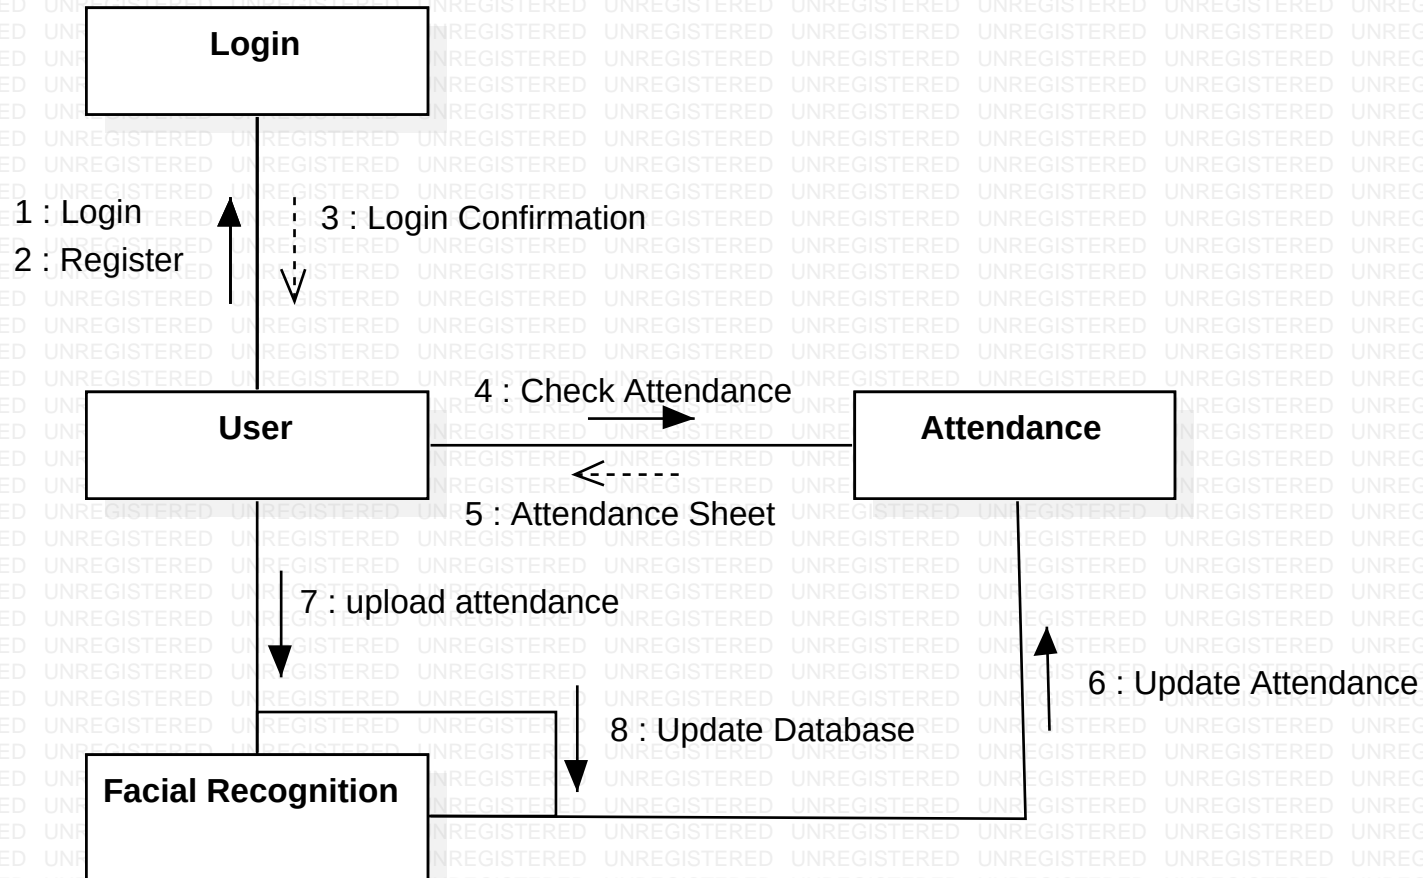 Login
1 : Login
2 : Register
3 : Login Confirmation
User
4 : Check Attendance
5 : Attendance Sheet
Attendance
7 : upload attendance
6 : Update Attendance
8 : Update Database
Facial Recognition
UNREGISTERED